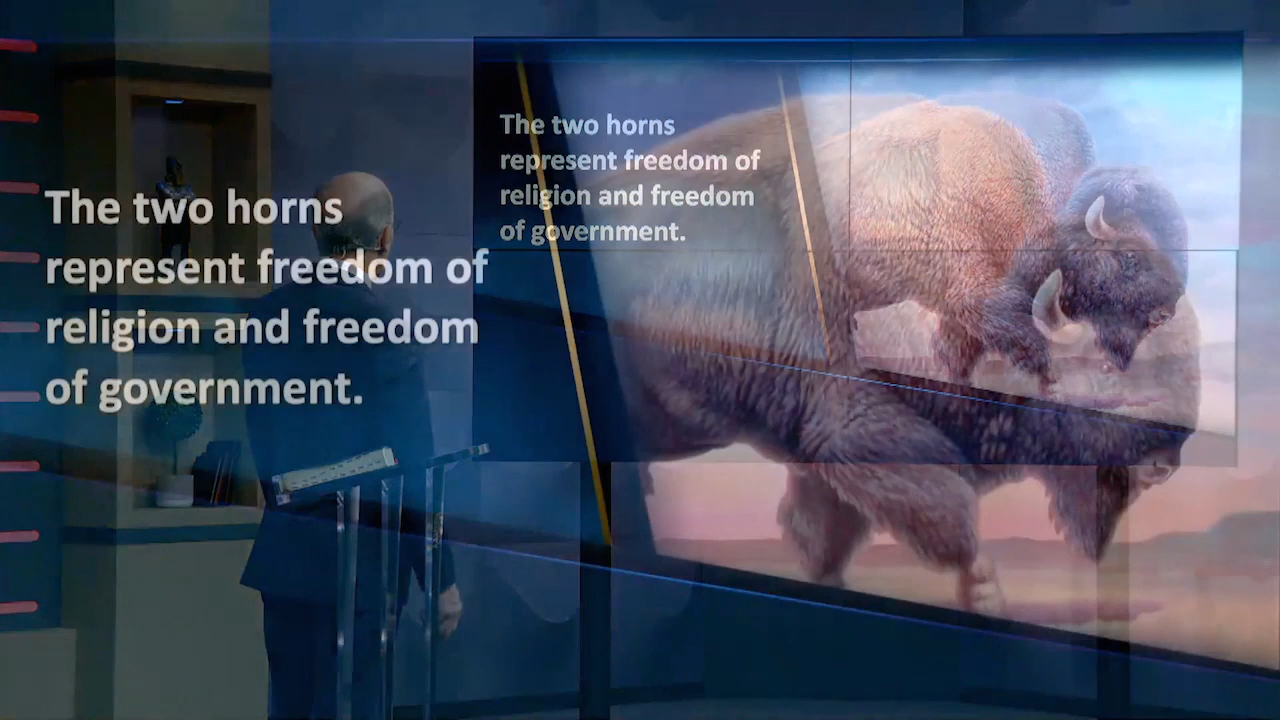 The two horns
represent freedom of
religion and freedom
of government.
The two horns
represent freedom of
religion and freedom
of government.